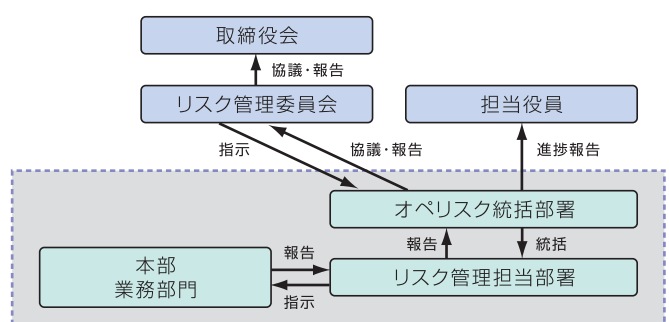 取締役会
協議・報告
リスク管理委員会
担当役員
指示
協議・報告
進捗報告
オペリスク統括部署
報告
統括
本部
業務部門
報告
指示
リスク管理担当部署